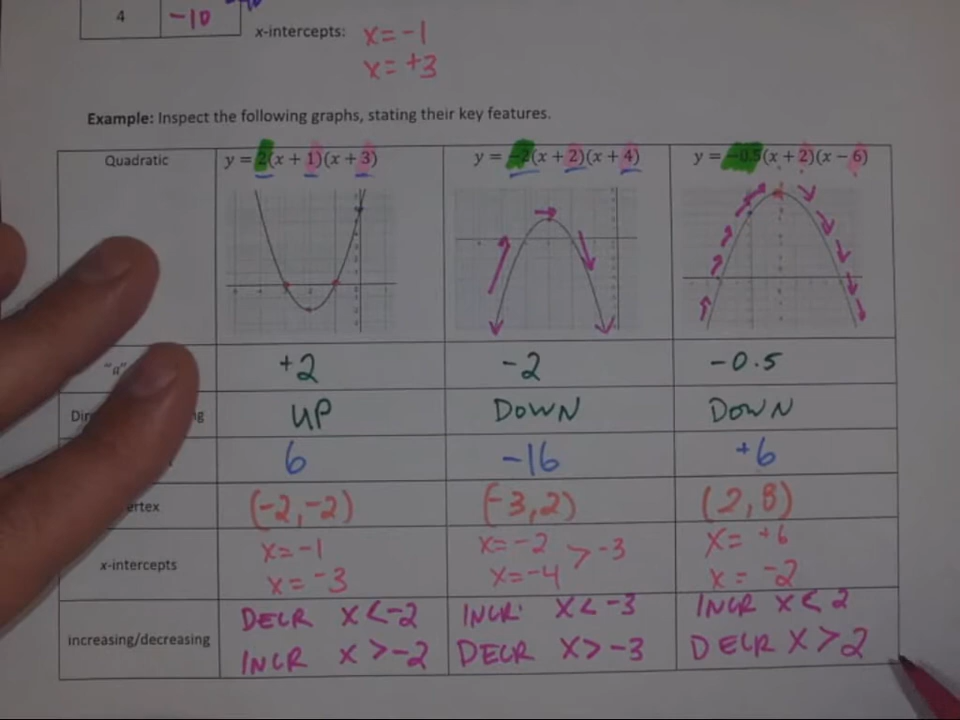 4 -10
x-intercepts: x=-1
x=+3
Example: Inspect the following graphs, stating their key features.
Quadratic y = 2(x + 1)(x + 3) y = -2(x + 2)(x + 4) y = -0.5(x + 2)(x - 6)
"a" +2 -2 -0.5
UP DOWN DOWN
6 -16 +6
(-2,-2) (-3,2) (2,8)
x-intercepts x=-1 x=-3 x=-2 x=-4 > -3 x= +6 x= -2
increasing/decreasing DECR x<-2 INCR x>-2 INCR x<-3 DECR x>-3 INCR x<2 DECR x>2